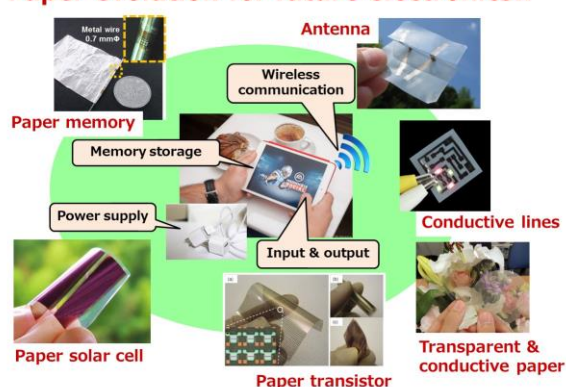 Metal wire
0.7 mmΦ
Antenna
Wireless
communication
Paper memory
Memory storage
Power supply
Input & output
Conductive lines
Paper solar cell
Paper transistor
Transparent &
conductive paper